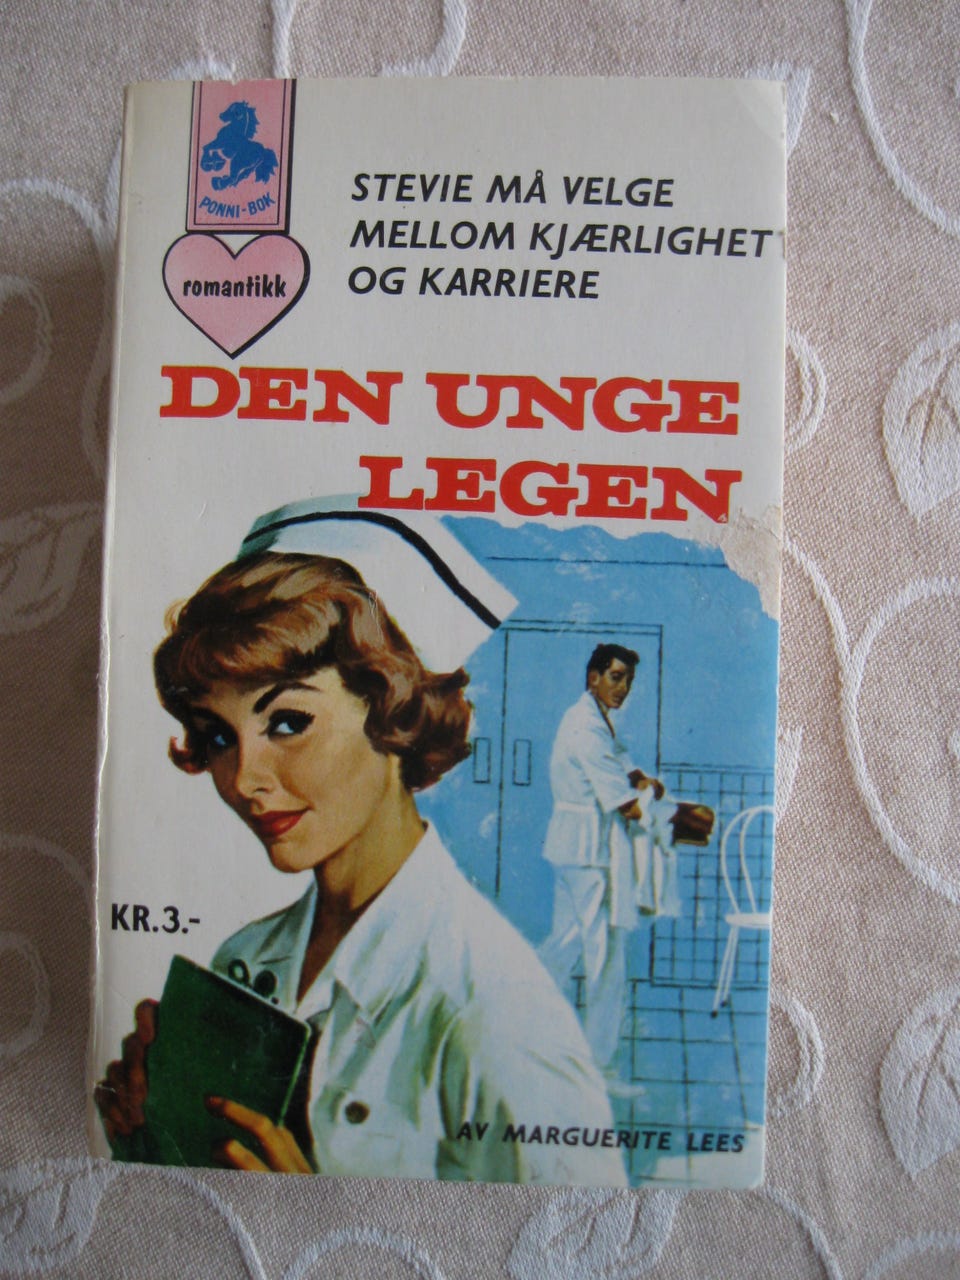 PONNI-BOK
romantikk
STEVIE MÅ VELGE
MELLOM KJÆRLIGHET
OG KARRIERE
DEN UNGE
LEGEN
KR.3.-
AV MARGUERITE LEES